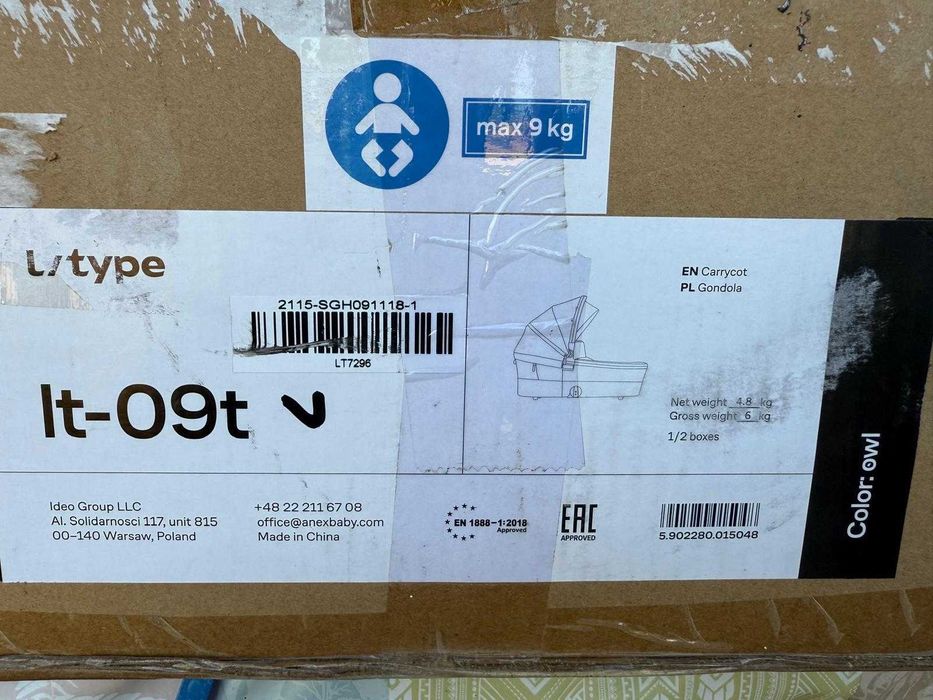 max 9 kg
l/type
2115-SGH091118-1
LT7296
lt-09t
EN Carrycot
PL Gondola
Net weight 4.8 kg
Gross weight 6 kg
1/2 boxes
Color: owl
Ideo Group LLC
Al. Solidarnosci 117, unit 815
00-140 Warsaw, Poland
+48 22 211 67 08
office@anexbaby.com
Made in China
EN 1888-1:2018
Approved
EAC
APPROVED
5.902280.015048